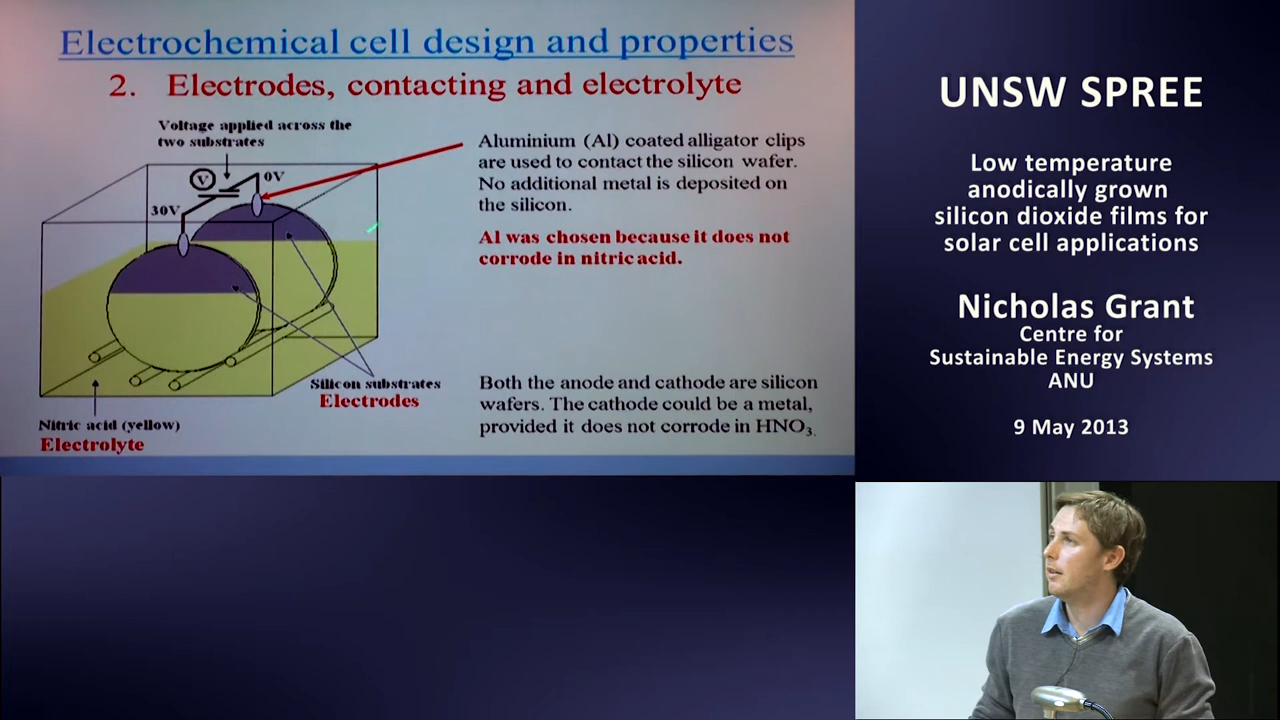 Electrochemical cell design and properties
2. Electrodes, contacting and electrolyte
Voltage applied across the
two substrates
V
0V
30V
Aluminium (Al) coated alligator clips
are used to contact the silicon wafer.
No additional metal is deposited on
the silicon.
Al was chosen because it does not
corrode in nitric acid.
Silicon substrates
Electrodes
Nitric acid (yellow)
Electrolyte
Both the anode and cathode are silicon
wafers. The cathode could be a metal,
provided it does not corrode in HNO₃.
UNSW SPREE
Low temperature
anodically grown
silicon dioxide films for
solar cell applications
Nicholas Grant
Centre for
Sustainable Energy Systems
ANU
9 May 2013